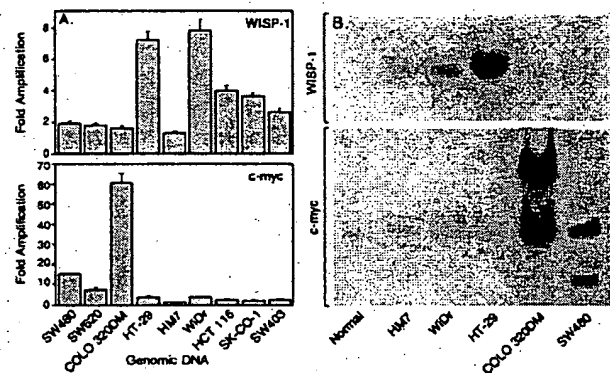 A.
WISP-1
Fold Amplification
8
6
4
2
0
c-myc
Fold Amplification
70
60
50
40
30
20
10
0
SW480
SW620
COLO 320DM
HT-29
HM7
WiDr
HCT 116
SK-CO-1
SW403
Genomic DNA
B.
WISP-1
c-myc
Normal
HM7
WiDr
HT-29
COLO 320DM
SW480